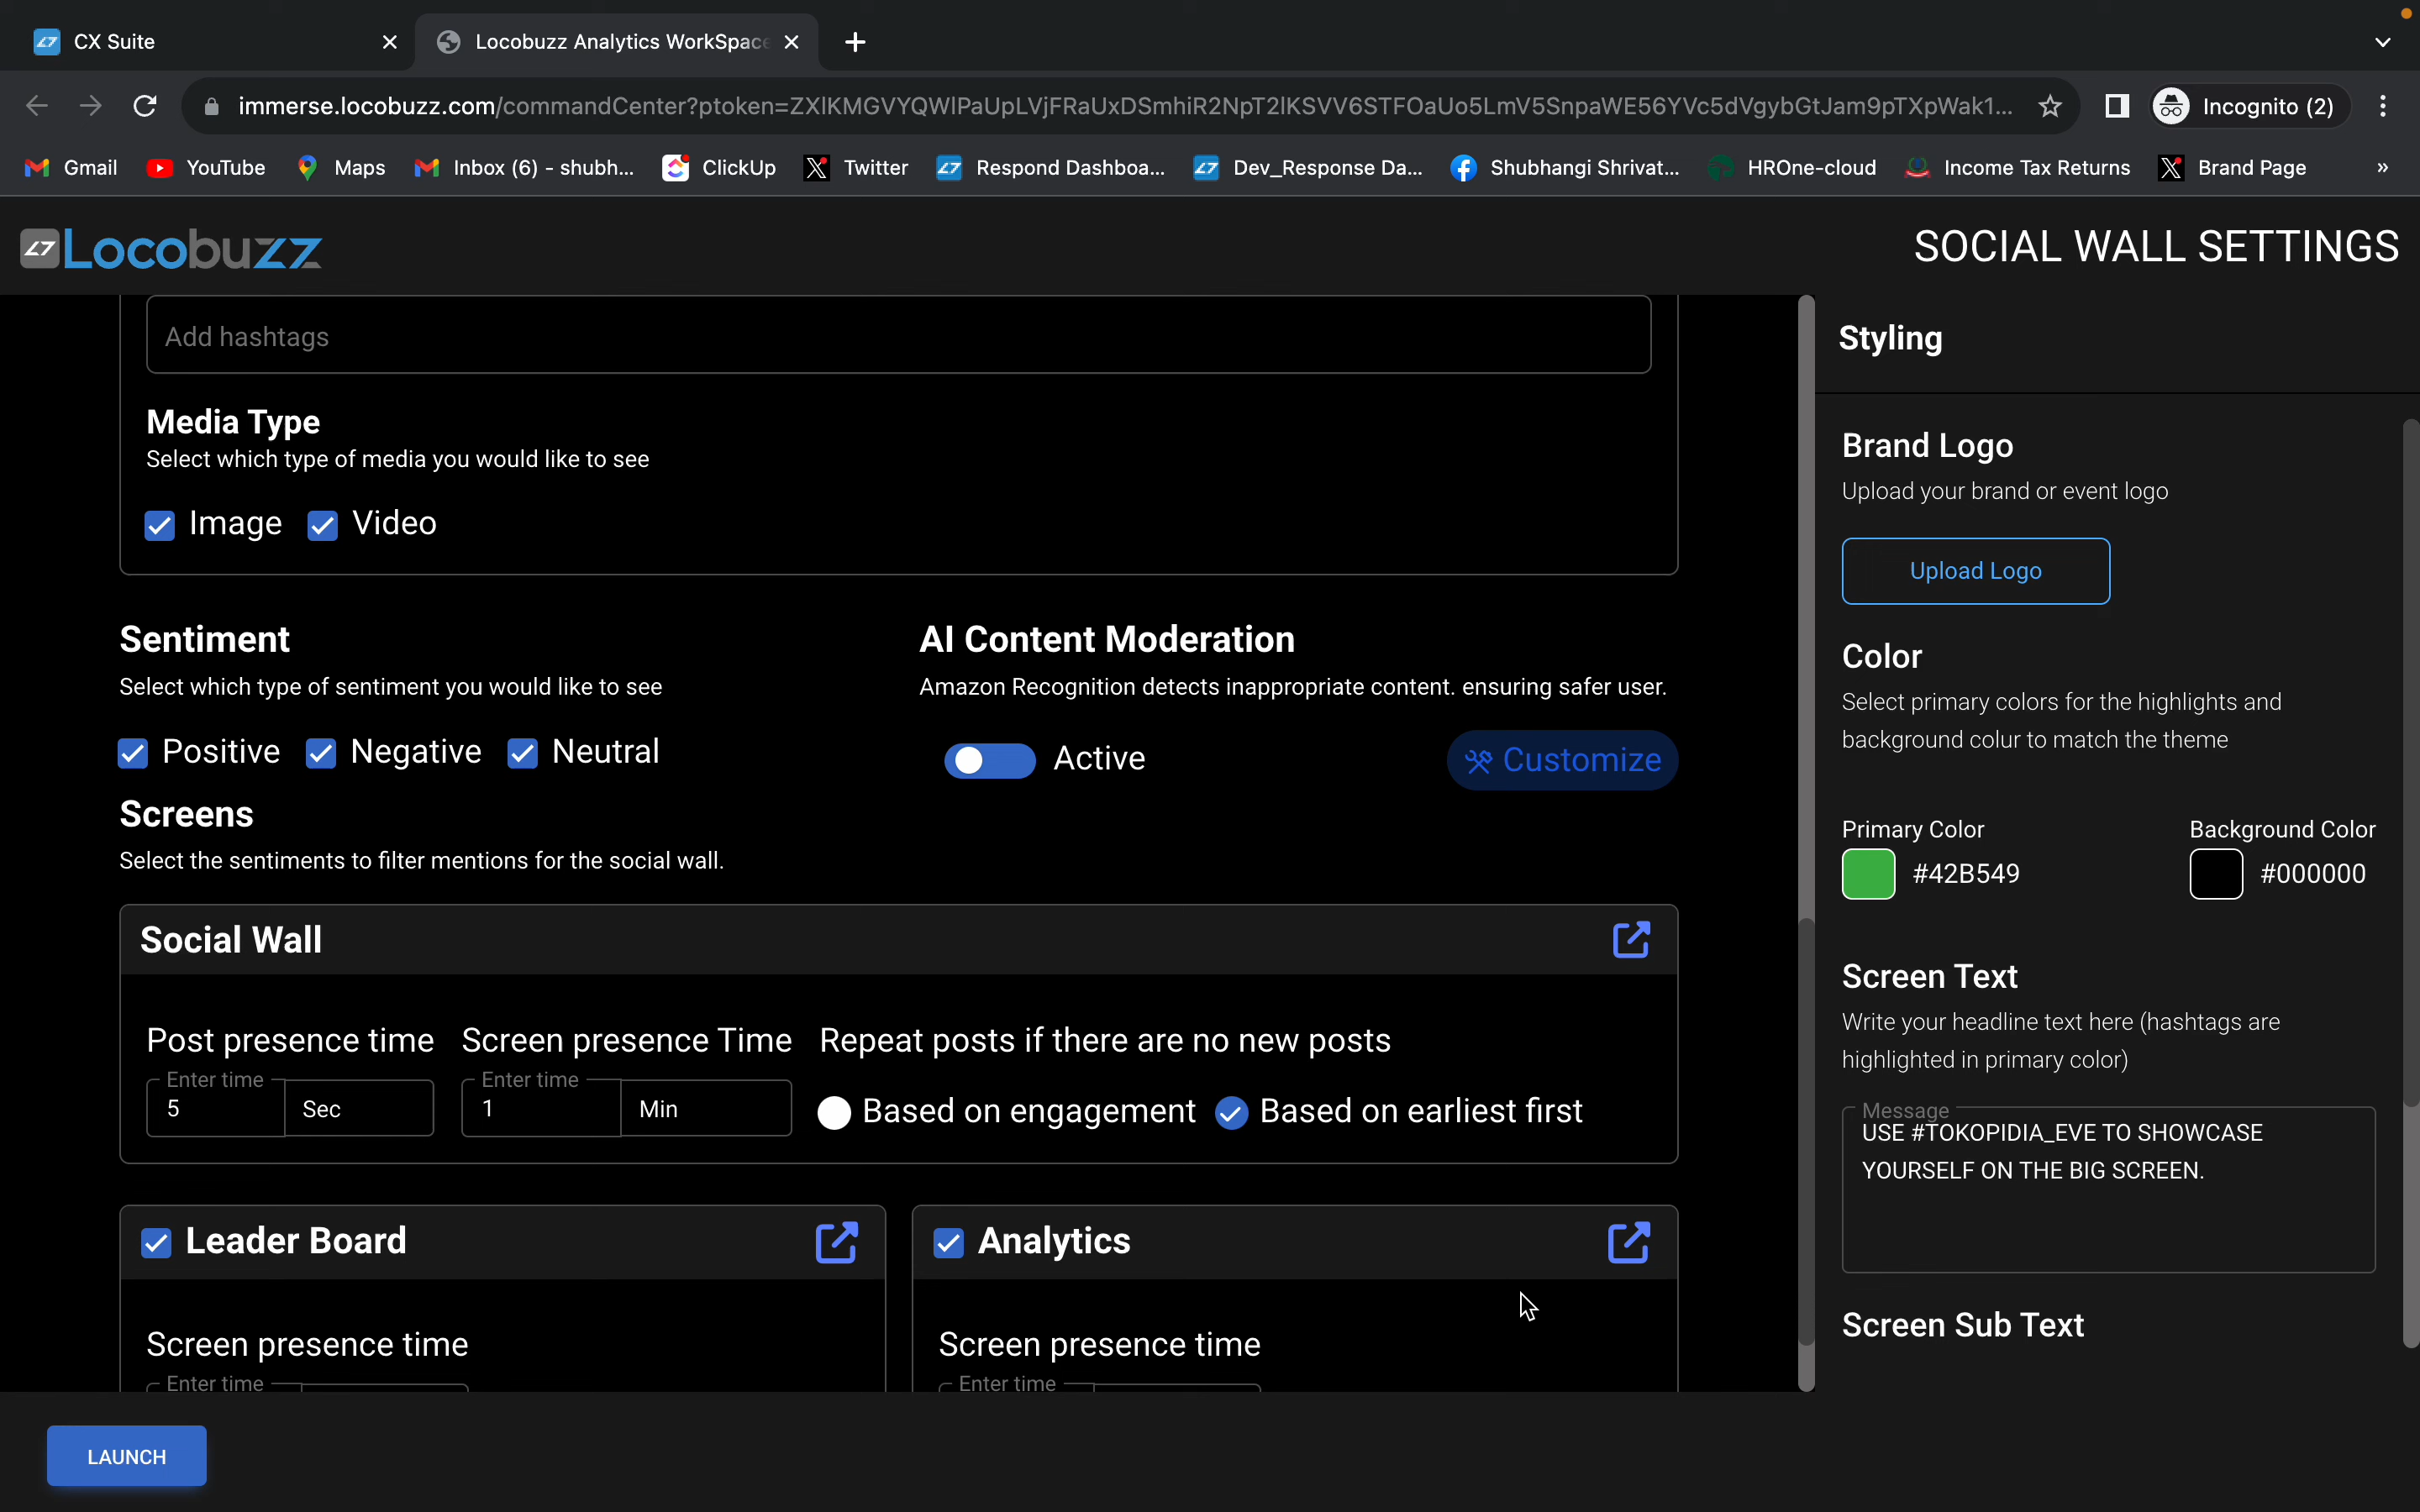 CX Suite
Locobuzz Analytics WorkSpace
immerse.locobuzz.com/commandCenter?ptoken=ZXlKMGVYQWlPaUpLVjFRaUxDSmhiR2NpT2lKSVV6STFOaUo5LmV5SnpaWE56YVc5dVgybGtJam9pTXpWak1...
Incognito (2)
Gmail
YouTube
Maps
Inbox (6) - shubh...
ClickUp
Twitter
Respond Dashboa...
Dev_Response Da...
Shubhangi Shrivat...
HROne-cloud
Income Tax Returns
Brand Page
»
Locobuzz
SOCIAL WALL SETTINGS
Add hashtags
Media Type
Select which type of media you would like to see
Image Video
Sentiment
Select which type of sentiment you would like to see
Positive Negative Neutral
AI Content Moderation
Amazon Recognition detects inappropriate content. ensuring safer user.
Active
Customize
Screens
Select the sentiments to filter mentions for the social wall.
Social Wall
Post presence time Screen presence Time Repeat posts if there are no new posts
Enter time Enter time
5 Sec 1 Min Based on engagement Based on earliest first
Leader Board
Screen presence time
Enter time
Analytics
Screen presence time
Enter time
LAUNCH
Styling
Brand Logo
Upload your brand or event logo
Upload Logo
Color
Select primary colors for the highlights and
background colur to match the theme
Primary Color Background Color
#42B549 #000000
Screen Text
Write your headline text here (hashtags are
highlighted in primary color)
Message
USE #TOKOPIDIA_EVE TO SHOWCASE
YOURSELF ON THE BIG SCREEN.
Screen Sub Text